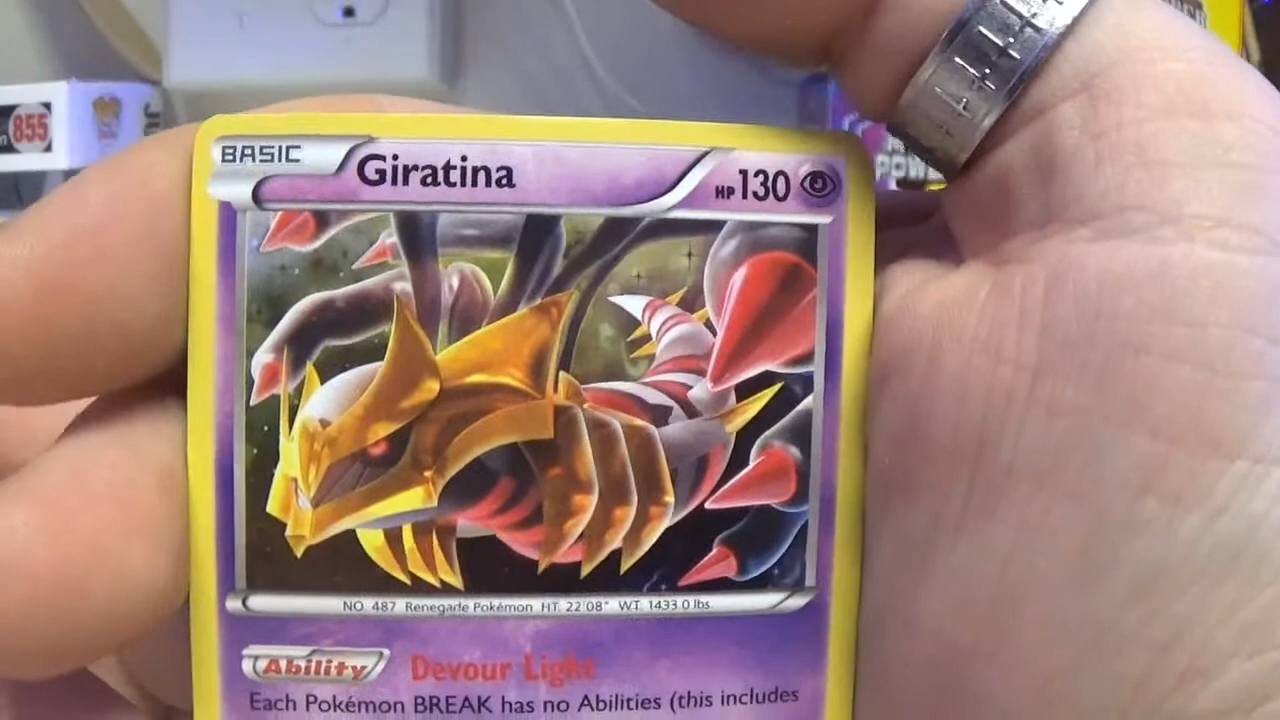 855
POW
BASIC
Giratina
HP 130
NO. 487 Renegade Pokémon HT. 22'08" WT. 1433.0 lbs.
Ability Devour Light
Each Pokémon BREAK has no Abilities (this includes